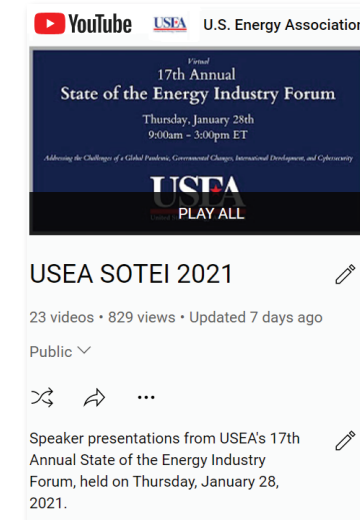 YouTube USEA U.S. Energy Association
Virtual
17th Annual
State of the Energy Industry Forum
Thursday, January 28th
9:00am - 3:00pm ET
Addressing the Challenges of a Global Pandemic, Governmental Changes, International Development, and Cybersecurity
USEA
PLAY ALL
USEA SOTEI 2021
23 videos • 829 views • Updated 7 days ago
Public
Speaker presentations from USEA's 17th
Annual State of the Energy Industry
Forum, held on Thursday, January 28,
2021.